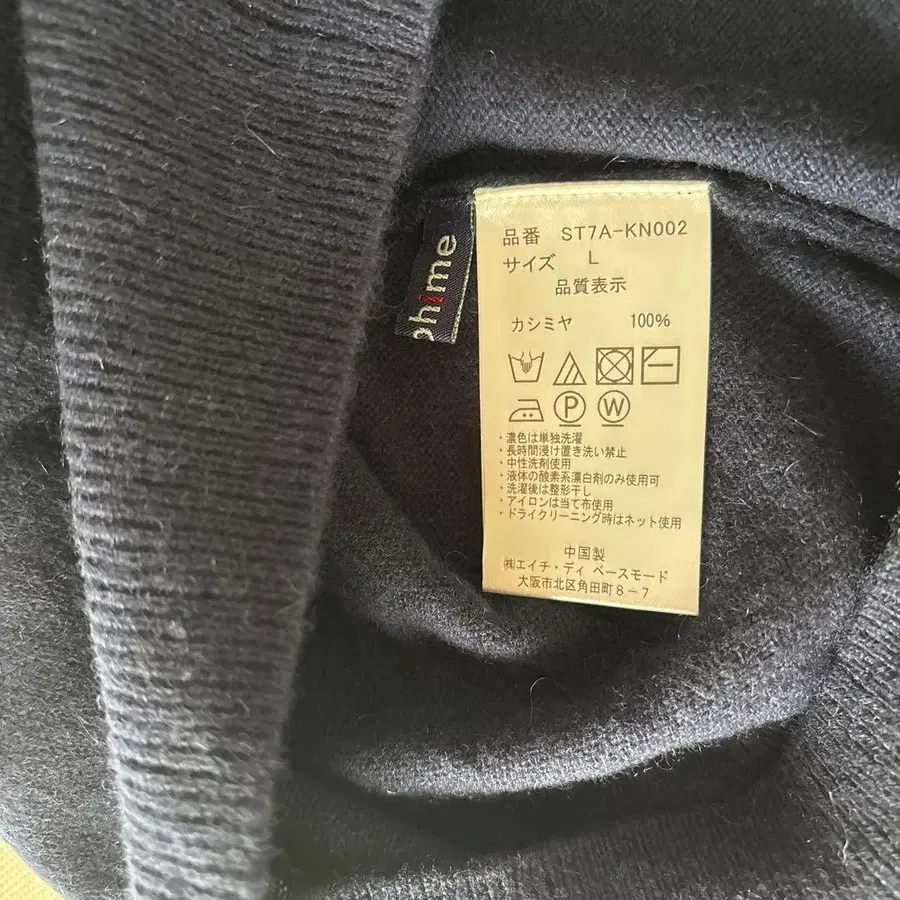 hime
品番 ST7A-KN002
サイズ L
品質表示
カシミヤ 100%
P W
・濃色は単独洗濯
・長時間浸け置き洗い禁止
・中性洗剤使用
・液体の酸素系漂白剤のみ使用可
・洗濯後は整形干し
・アイロンは当て布使用
・ドライクリーニング時はネット使用
中国製
㈱エイチ・ディ ベースモード
大阪市北区角田町8-7